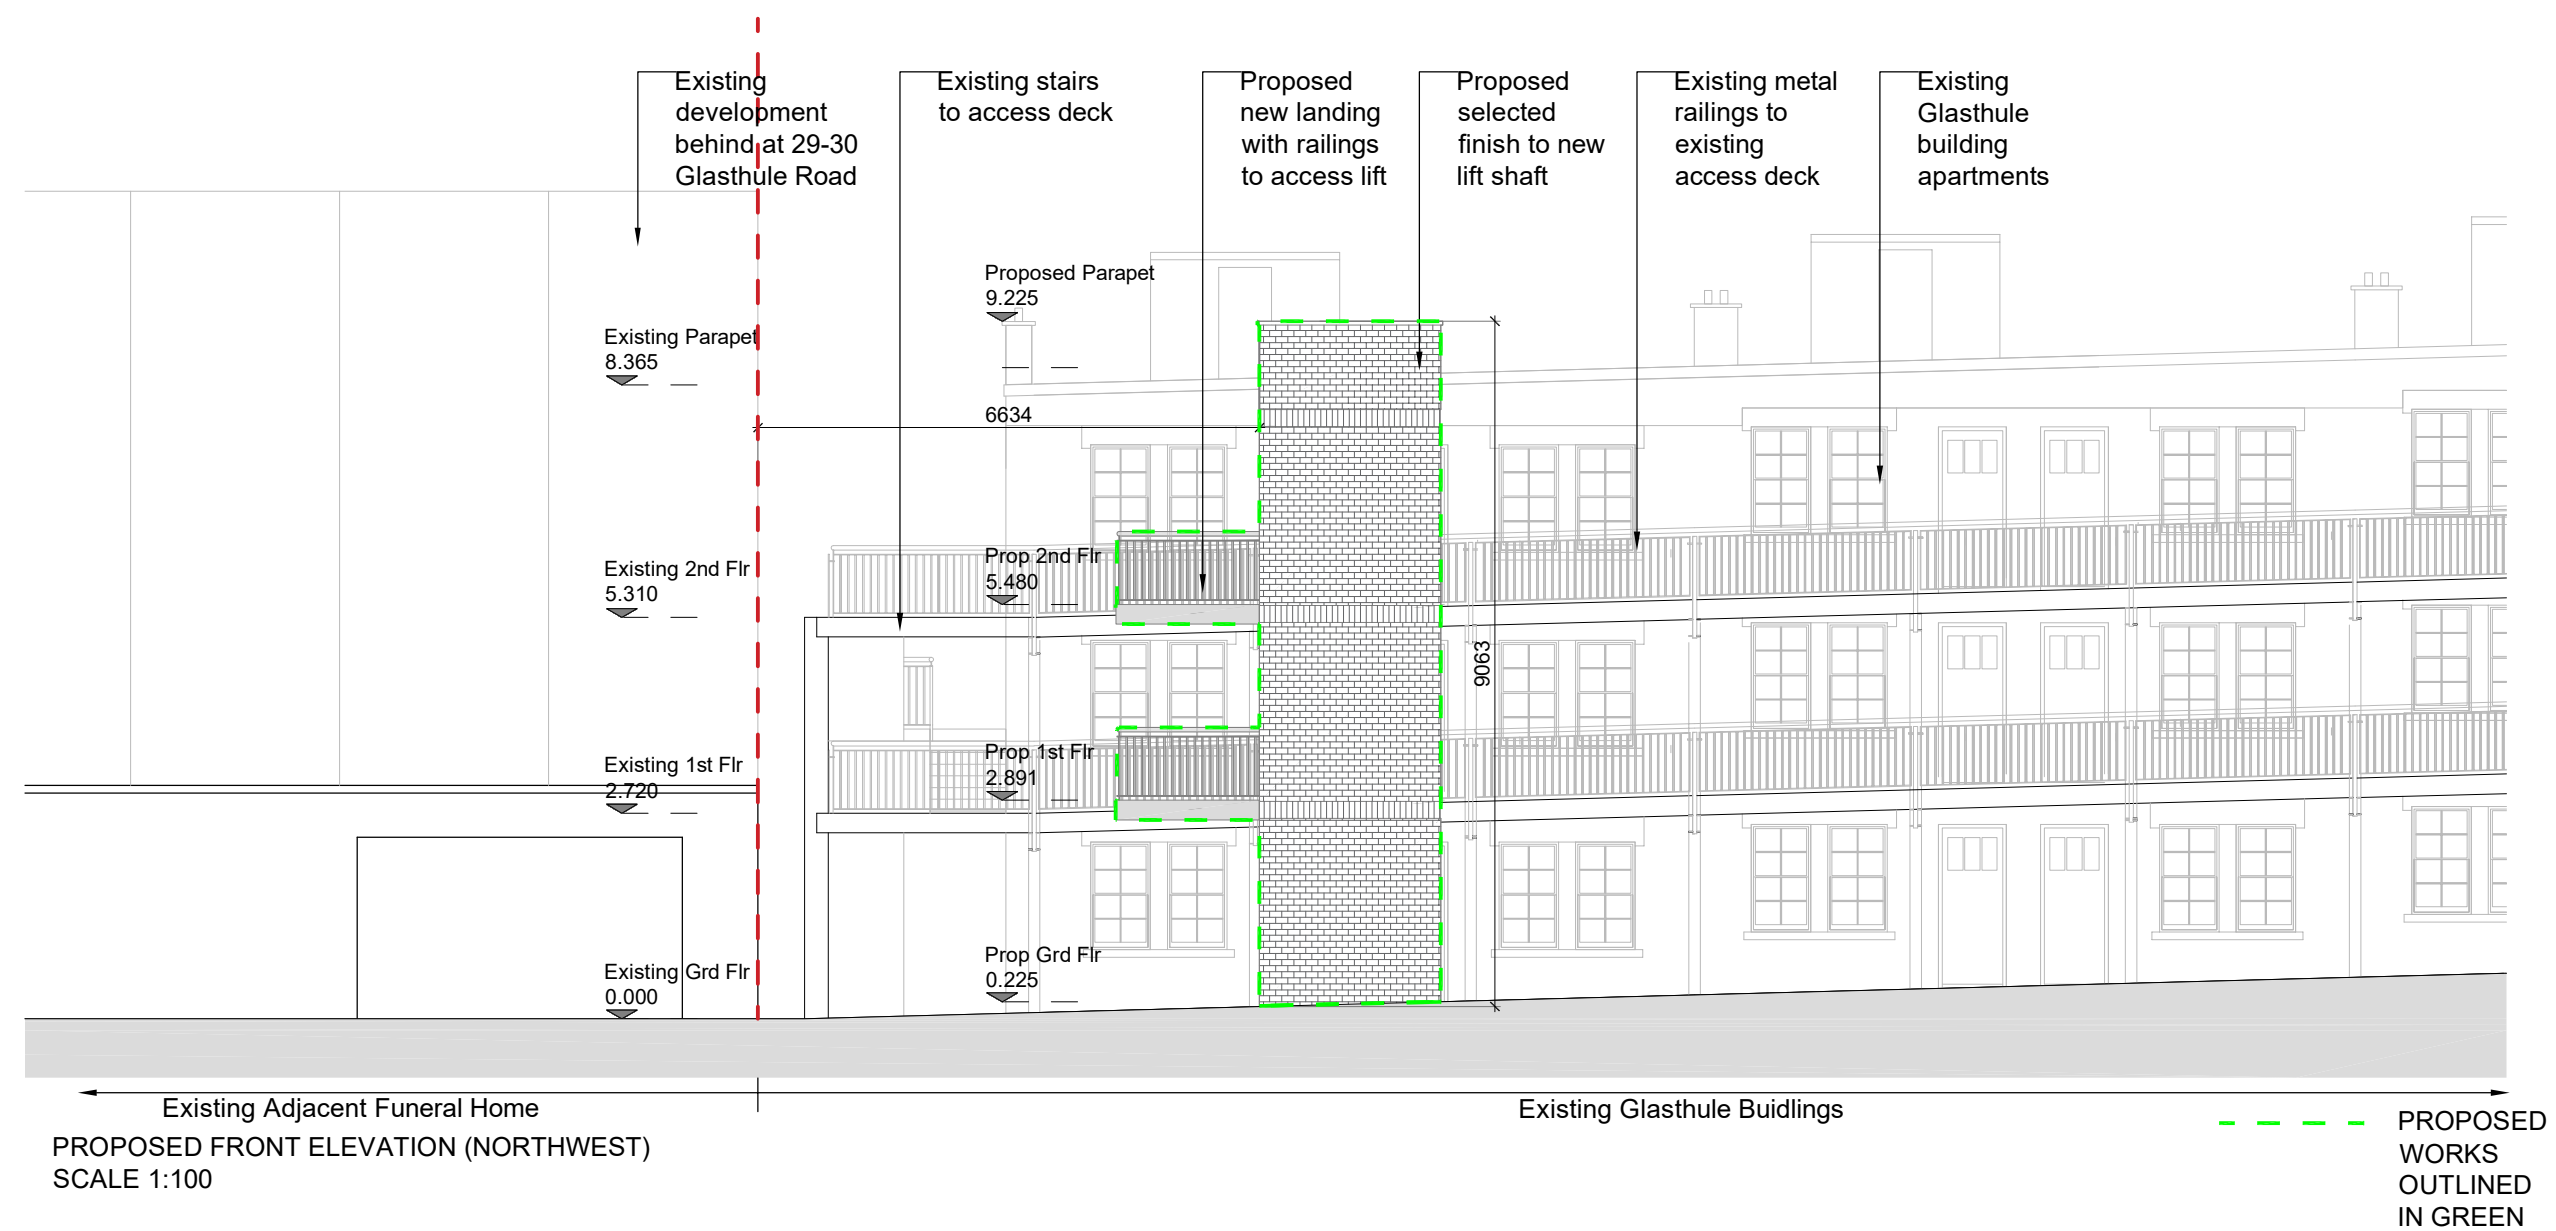 Existing
development
behind at 29-30
Glasthule Road
Existing stairs
to access deck
Proposed
new landing
with railings
to access lift
Proposed
selected
finish to new
lift shaft
Existing metal
railings to
existing
access deck
Existing
Glasthule
building
apartments
Proposed Parapet
9.225
Existing Parapet
8.365
6634
Prop 2nd Flr
5.480
Existing 2nd Flr
5.310
9063
Prop 1st Flr
2.891
Existing 1st Flr
2.720
Prop Grd Flr
0.225
Existing Grd Flr
0.000
Existing Adjacent Funeral Home
Existing Glasthule Buidlings
PROPOSED FRONT ELEVATION (NORTHWEST)
SCALE 1:100
PROPOSED
WORKS
OUTLINED
IN GREEN